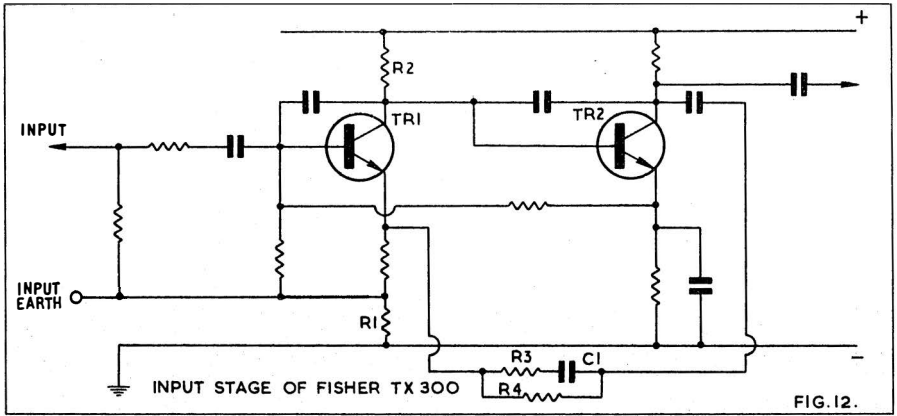 +
R2
TR1
TR2
INPUT
INPUT
EARTH
R1
R3
C1
R4
−
INPUT STAGE OF FISHER TX 300
FIG.12.